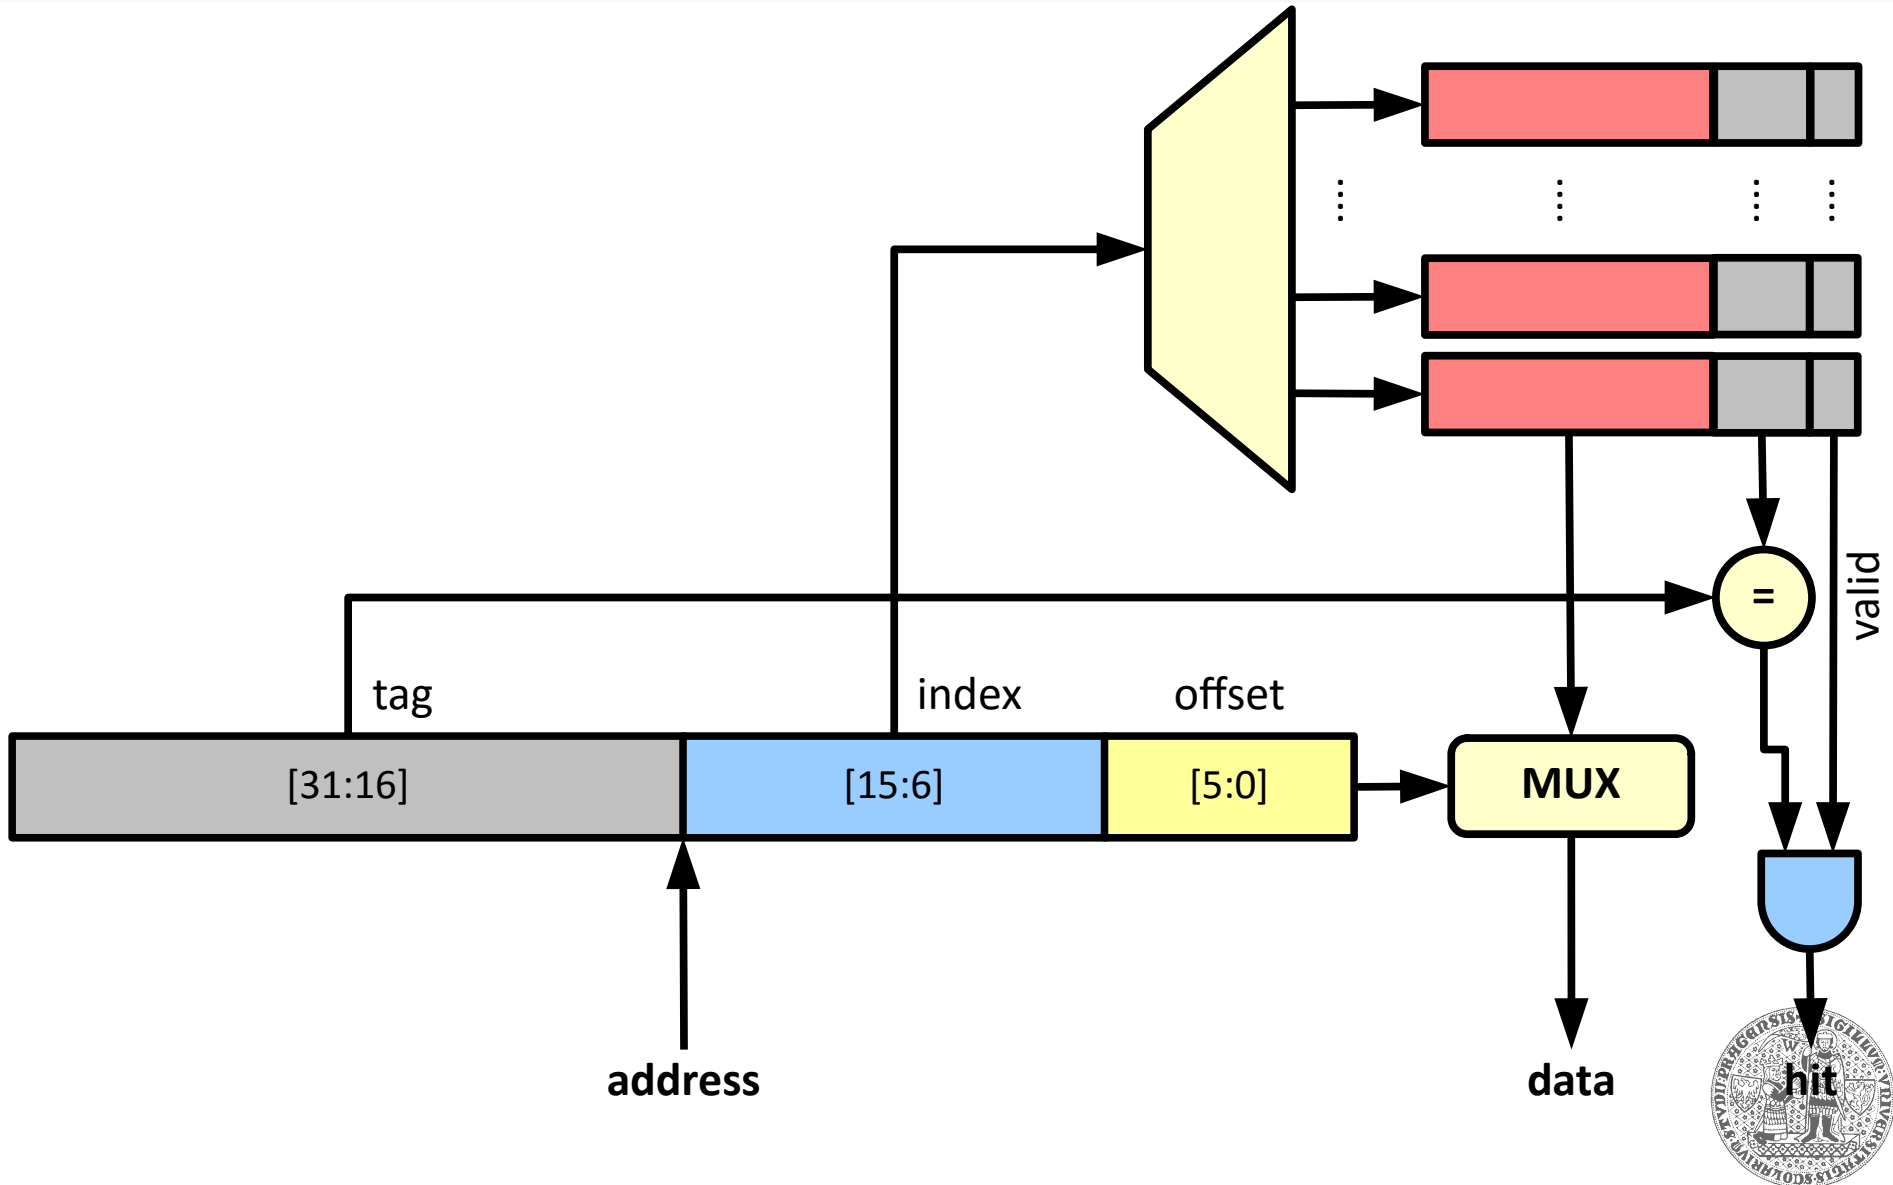 =
valid
tag
index
offset
[31:16]
[15:6]
[5:0]
MUX
address
data
hit